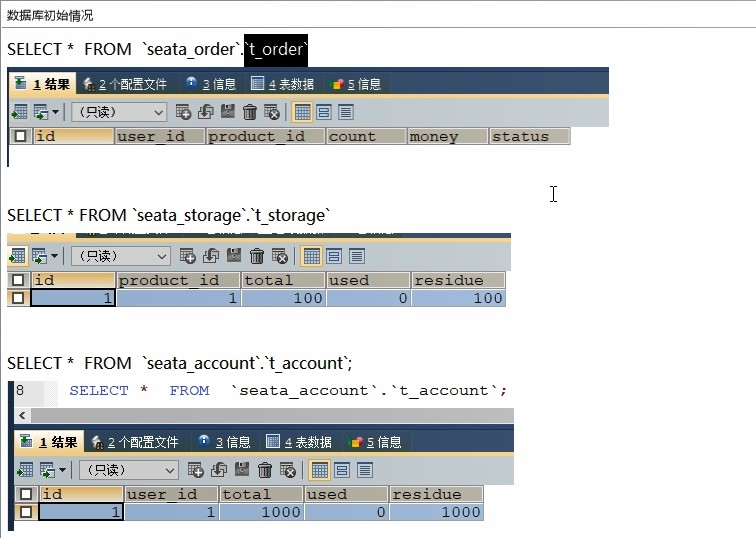 数据库初始情况
SELECT * FROM `seata_order`.`t_order`
1 结果 2 个配置文件 3 信息 4 表数据 5 信息
（只读）
id user_id product_id count money status
SELECT * FROM `seata_storage`.`t_storage`
（只读）
id product_id total used residue
1 1 100 0 100
SELECT * FROM `seata_account`.`t_account`;
8 SELECT * FROM `seata_account`.`t_account`;
1 结果 2 个配置文件 3 信息 4 表数据 5 信息
（只读）
id user_id total used residue
1 1 1000 0 1000